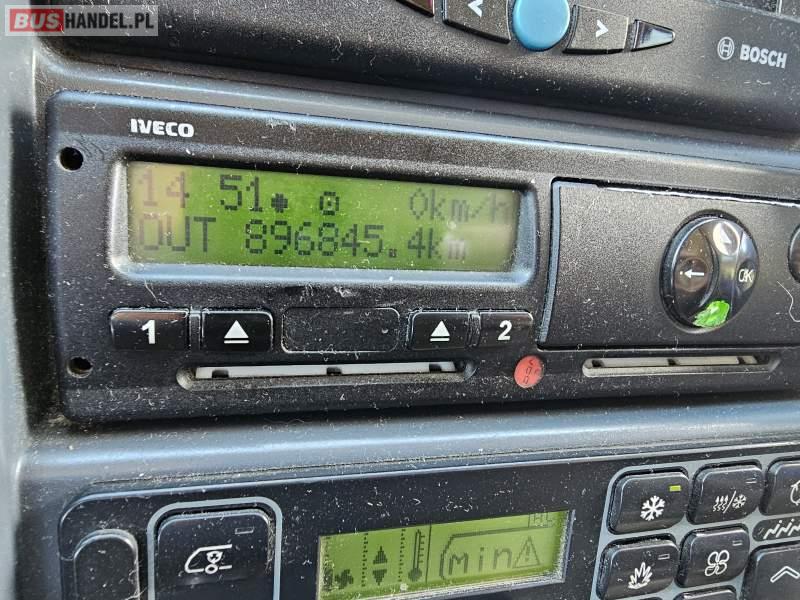 BUSHANDEL.PL
BOSCH
IVECO
14 51 0km/h
OUT 896845.4km
1
2
OK
min